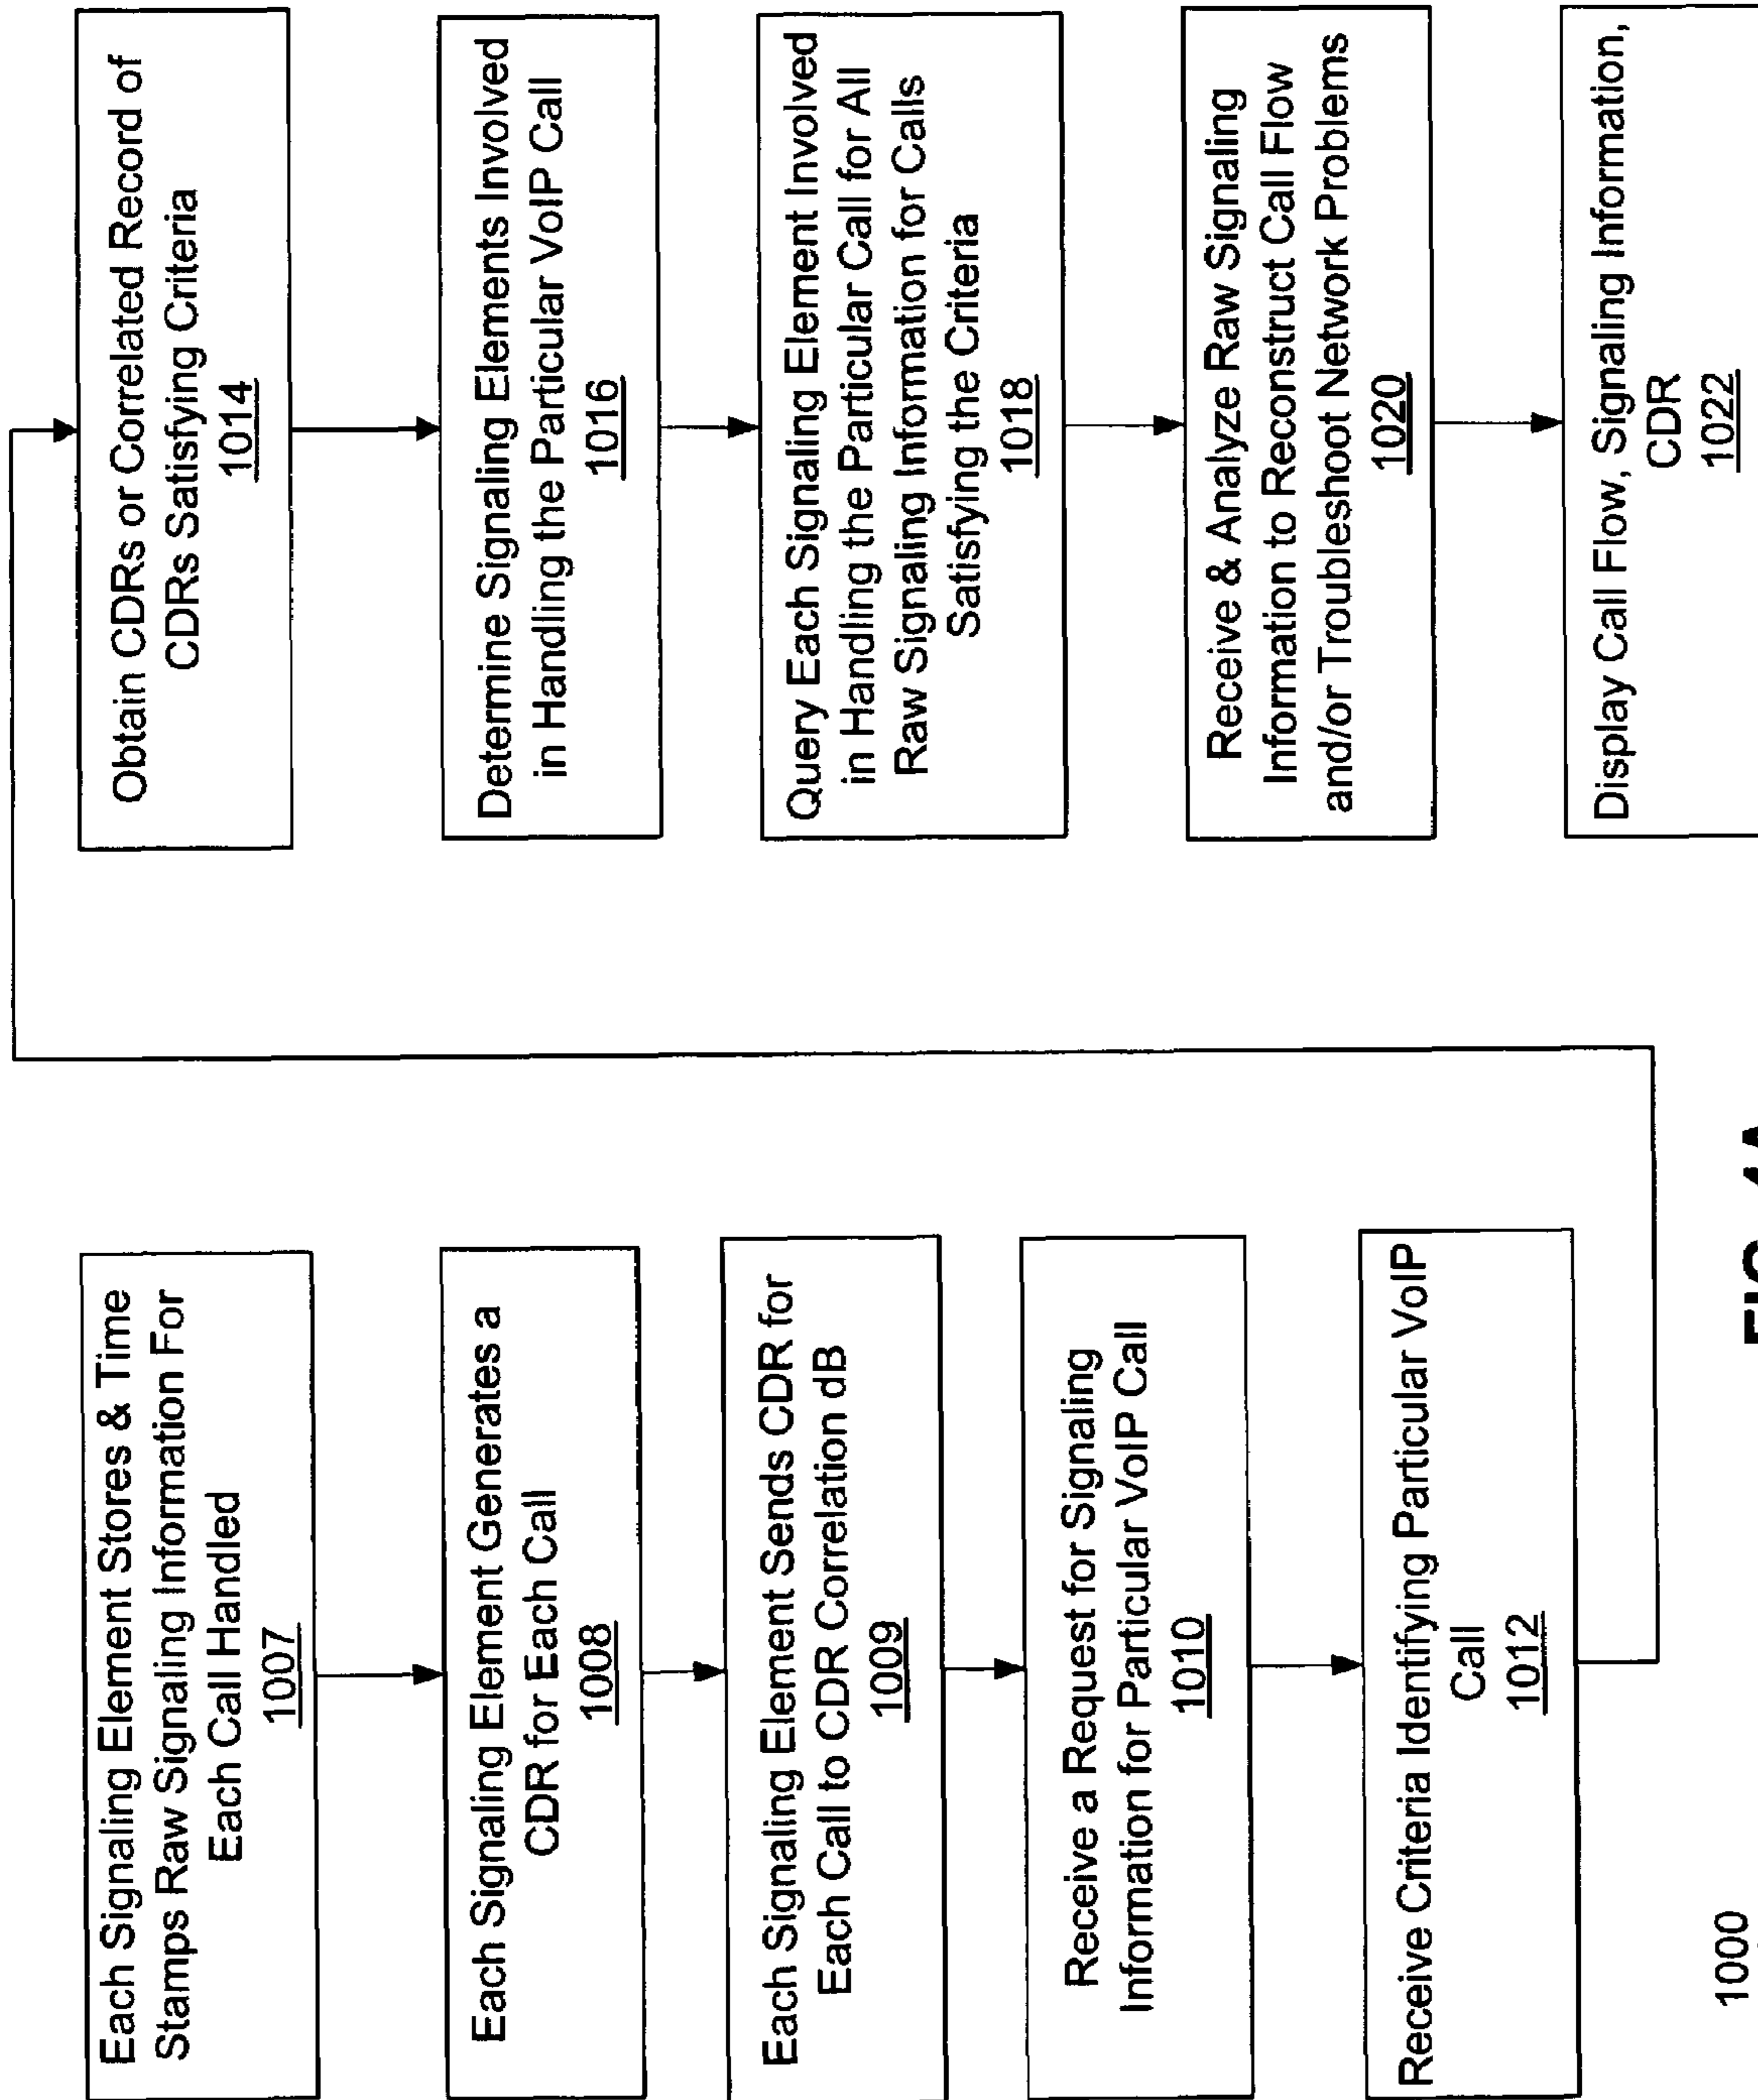 Each Signaling Element Stores & Time
Stamps Raw Signaling Information For
Each Call Handled
1007
Each Signaling Element Generates a
CDR for Each Call
1008
Each Signaling Element Sends CDR for
Each Call to CDR Correlation dB
1009
Receive a Request for Signaling
Information for Particular VoIP Call
1010
Receive Criteria Identifying Particular VoIP
Call
1012
Obtain CDRs or Correlated Record of
CDRs Satisfying Criteria
1014
Determine Signaling Elements Involved
in Handling the Particular VoIP Call
1016
Query Each Signaling Element Involved
in Handling the Particular Call for All
Raw Signaling Information for Calls
Satisfying the Criteria
1018
Receive & Analyze Raw Signaling
Information to Reconstruct Call Flow
and/or Troubleshoot Network Problems
1020
Display Call Flow, Signaling Information,
CDR
1022
1000
FIG. 4A